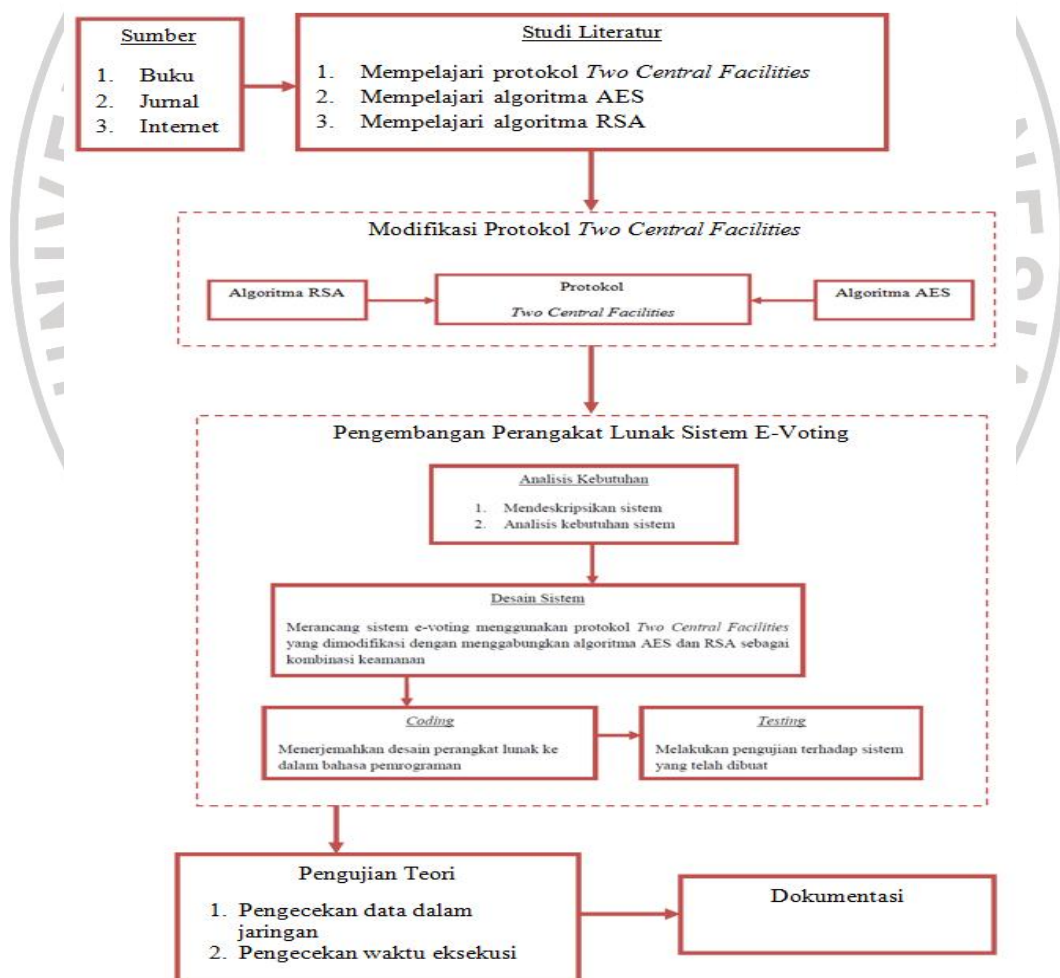 Sumber
1. Buku
2. Jurnal
3. Internet
Studi Literatur
1. Mempelajari protokol Two Central Facilities
2. Mempelajari algoritma AES
3. Mempelajari algoritma RSA
Modifikasi Protokol Two Central Facilities
Algoritma RSA
Protokol
Two Central Facilities
Algoritma AES
Pengembangan Perangakat Lunak Sistem E-Voting
Analisis Kebutuhan
1. Mendeskripsikan sistem
2. Analisis kebutuhan sistem
Desain Sistem
Merancang sistem e-voting menggunakan protokol Two Central Facilities
yang dimodifikasi dengan menggabungkan algoritma AES dan RSA sebagai
kombinasi keamanan
Coding
Menerjemahkan desain perangkat lunak ke
dalam bahasa pemrograman
Testing
Melakukan pengujian terhadap sistem
yang telah dibuat
Pengujian Teori
1. Pengecekan data dalam
jaringan
2. Pengecekan waktu eksekusi
Dokumentasi